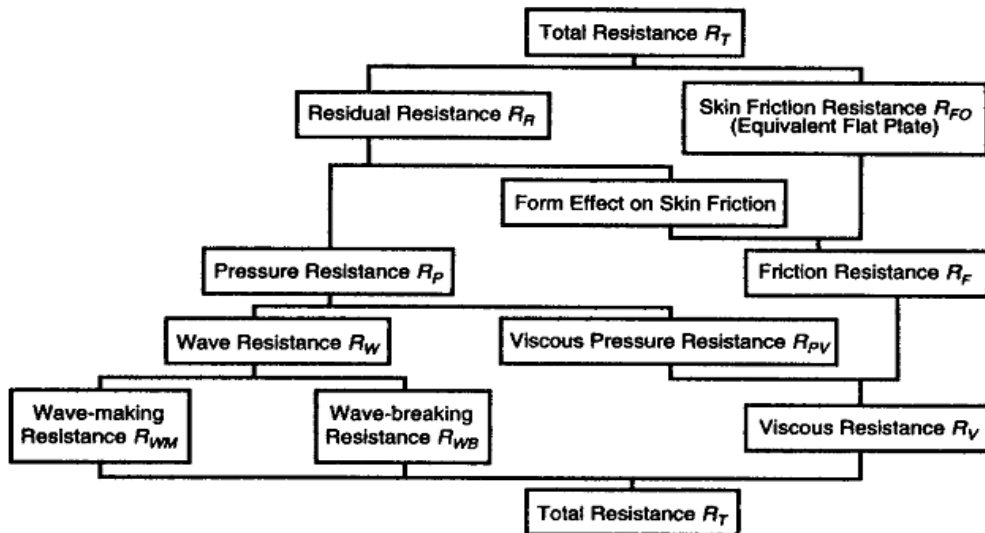 Total Resistance R_T
Residual Resistance R_R
Skin Friction Resistance R_FO
(Equivalent Flat Plate)
Form Effect on Skin Friction
Pressure Resistance R_P
Friction Resistance R_F
Wave Resistance R_W
Viscous Pressure Resistance R_PV
Wave-making
Resistance R_WM
Wave-breaking
Resistance R_WB
Viscous Resistance R_V
Total Resistance R_T